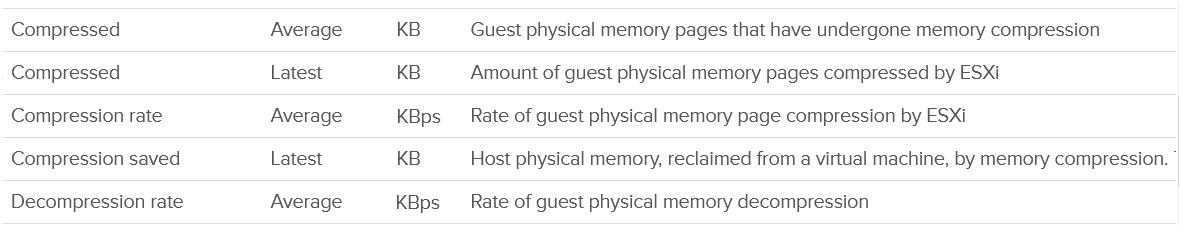 Compressed Average KB Guest physical memory pages that have undergone memory compression
Compressed Latest KB Amount of guest physical memory pages compressed by ESXi
Compression rate Average KBps Rate of guest physical memory page compression by ESXi
Compression saved Latest KB Host physical memory, reclaimed from a virtual machine, by memory compression.
Decompression rate Average KBps Rate of guest physical memory decompression